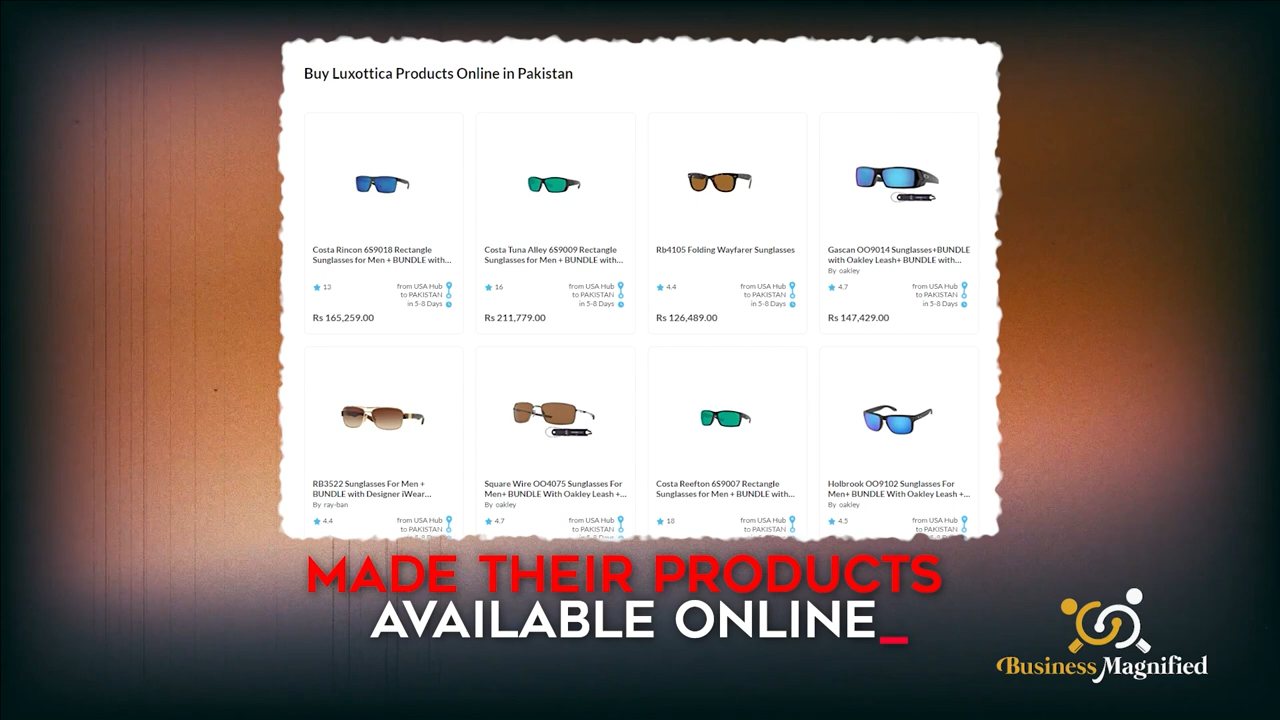 Buy Luxottica Products Online in Pakistan
Costa Rincon 6S9018 Rectangle
Sunglasses for Men + BUNDLE with...
13
from USA Hub
to PAKISTAN
in 5-8 Days
Rs 165,259.00
Costa Tuna Alley 6S9009 Rectangle
Sunglasses for Men + BUNDLE with...
16
from USA Hub
to PAKISTAN
in 5-8 Days
Rs 211,779.00
Rb4105 Folding Wayfarer Sunglasses
4.4
from USA Hub
to PAKISTAN
in 5-8 Days
Rs 126,489.00
Gascan OO9014 Sunglasses+BUNDLE
with Oakley Leash+ BUNDLE with...
By oakley
4.7
from USA Hub
to PAKISTAN
in 5-8 Days
Rs 147,429.00
RB3522 Sunglasses For Men +
BUNDLE with Designer iWear...
By ray-ban
4.4
from USA Hub
to PAKISTAN
Square Wire OO4075 Sunglasses For
Men+ BUNDLE With Oakley Leash +...
By oakley
4.7
from USA Hub
to PAKISTAN
Costa Reefton 6S9007 Rectangle
Sunglasses for Men + BUNDLE with...
18
from USA Hub
to PAKISTAN
Holbrook OO9102 Sunglasses For
Men+ BUNDLE With Oakley Leash +...
By oakley
4.5
from USA Hub
to PAKISTAN
MADE THEIR PRODUCTS
AVAILABLE ONLINE_
Business Magnified